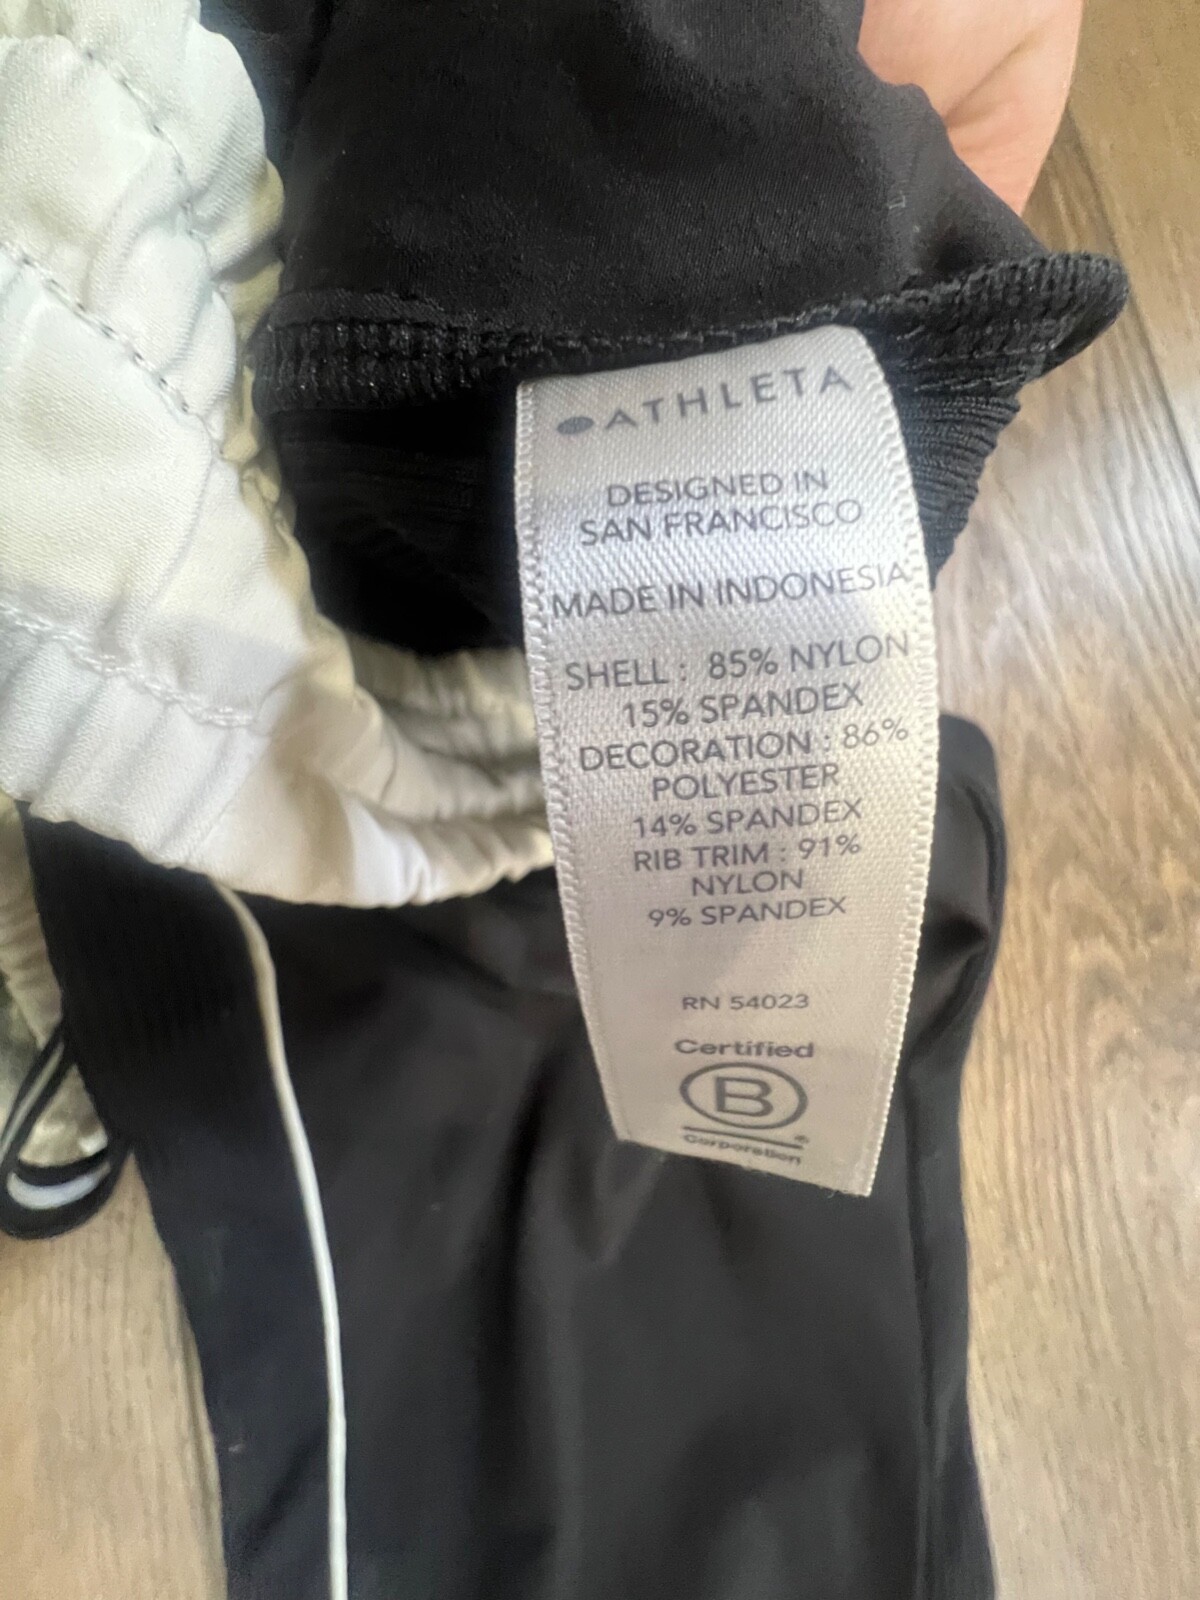 ATHLETA
DESIGNED IN
SAN FRANCISCO
MADE IN INDONESIA
SHELL : 85% NYLON
15% SPANDEX
DECORATION : 86%
POLYESTER
14% SPANDEX
RIB TRIM : 91%
NYLON
9% SPANDEX
RN 54023
Certified
B
Corporation